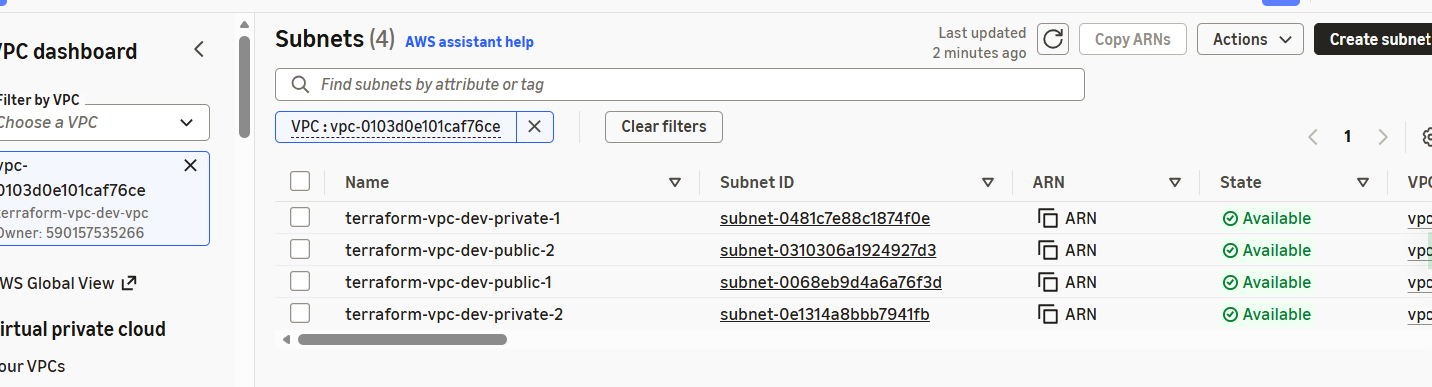 VPC dashboard
Filter by VPC
Choose a VPC
vpc-
0103d0e101caf76ce
terraform-vpc-dev-vpc
Owner: 590157535266
AWS Global View
Virtual private cloud
Your VPCs
Subnets (4) AWS assistant help
Last updated
2 minutes ago
Copy ARNs
Actions
Create subnet
Find subnets by attribute or tag
VPC : vpc-0103d0e101caf76ce
Clear filters
1
Name Subnet ID ARN State VPC
terraform-vpc-dev-private-1 subnet-0481c7e88c1874f0e ARN Available vpc
terraform-vpc-dev-public-2 subnet-0310306a1924927d3 ARN Available vpc
terraform-vpc-dev-public-1 subnet-0068eb9d4a6a76f3d ARN Available vpc
terraform-vpc-dev-private-2 subnet-0e1314a8bbb7941fb ARN Available vpc